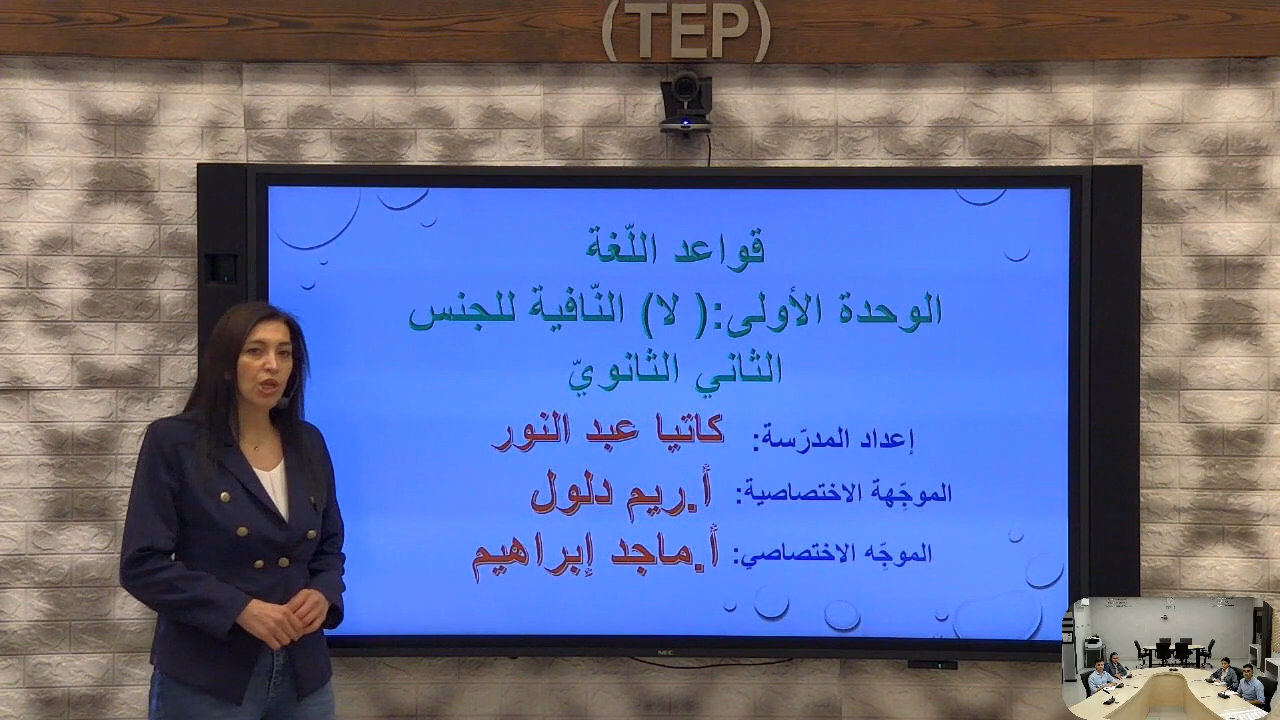 (TEP)
قواعد اللّغة
الوحدة الأولى:( لا) النّافية للجنس
الثاني الثانويّ
إعداد المدرّسة: كاتيا عبد النور
الموجِّهة الاختصاصية: أ.ريم دلول
الموجِّه الاختصاصي: أ.ماجد إبراهيم
NEC